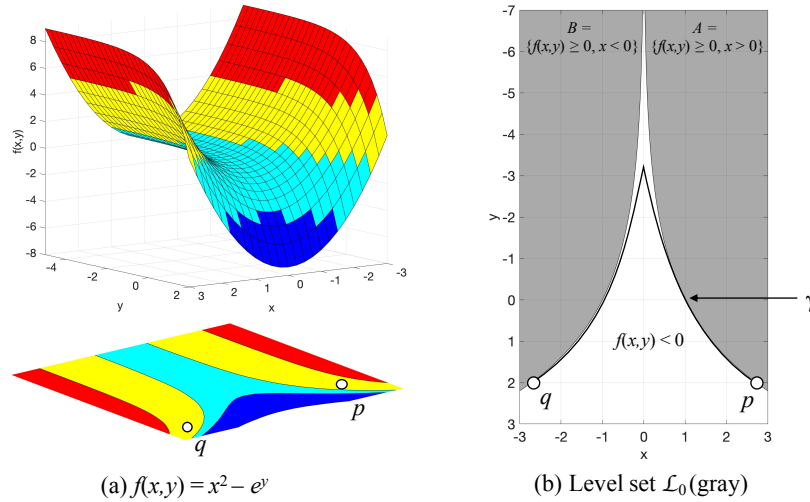 8
6
4
2
0
-2
-4
-6
-8
f(x,y)
-4
-2
0
2
y
3
2
1
0
-1
-2
-3
x
p
q
(a) f(x,y) = x² – eʸ
-7
-6
-5
-4
-3
-2
-1
0
1
2
3
y
B =
{f(x,y) ≥ 0, x < 0}
A =
{f(x,y) ≥ 0, x > 0}
f(x,y) < 0
q
p
-3
-2
-1
0
1
2
3
x
(b) Level set ℒ₀(gray)